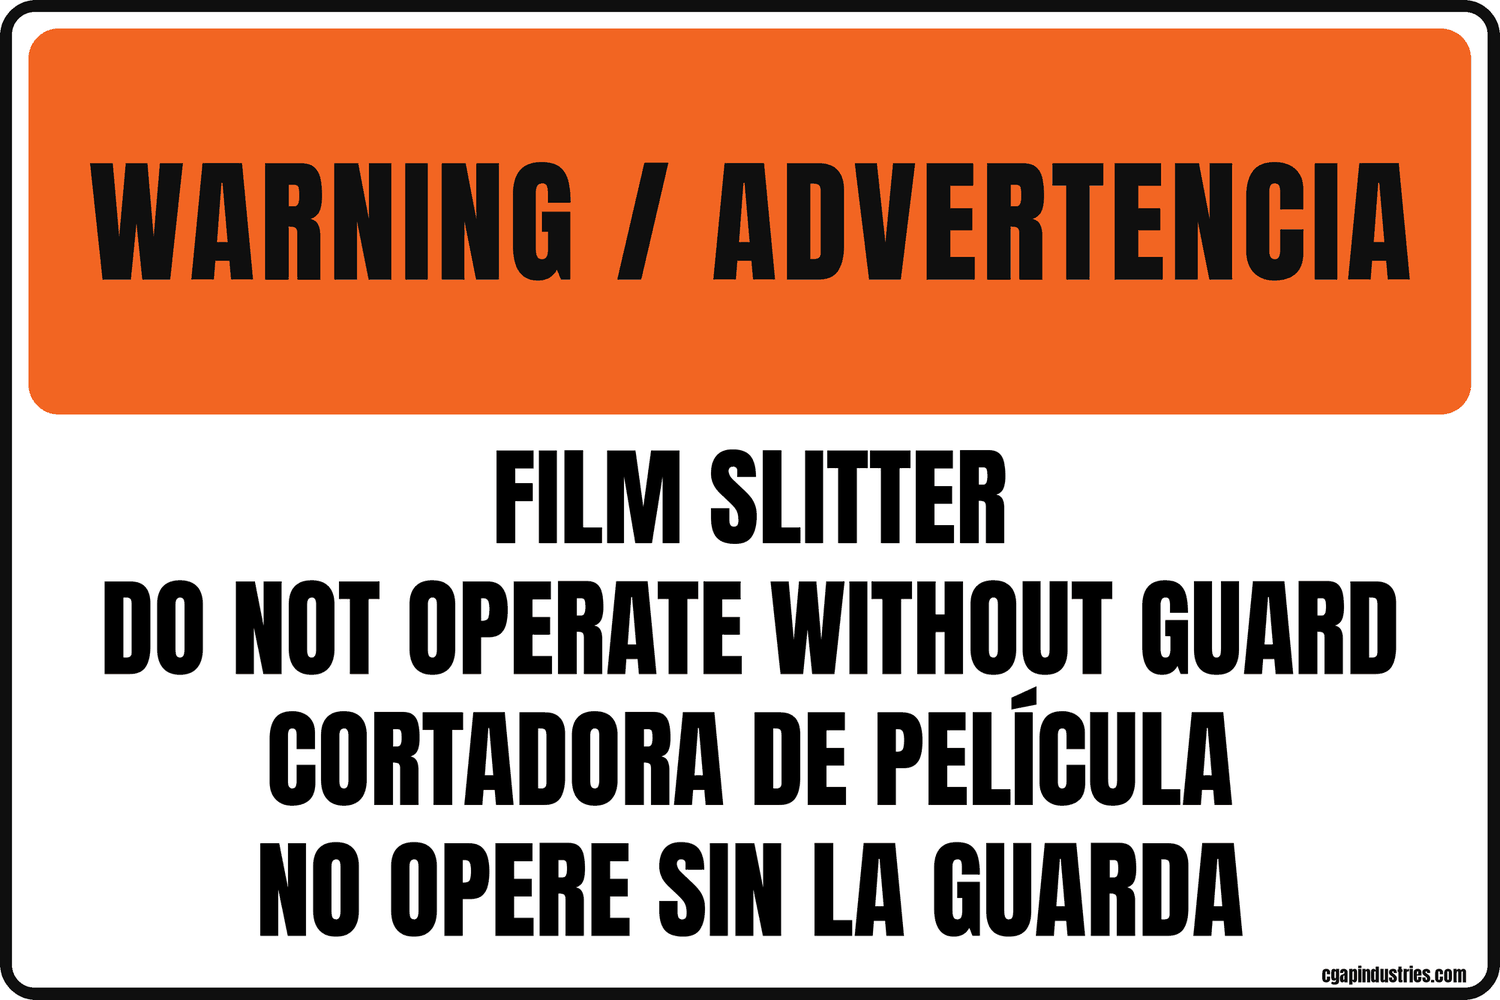 WARNING / ADVERTENCIA
FILM SLITTER
DO NOT OPERATE WITHOUT GUARD
CORTADORA DE PELÍCULA
NO OPERE SIN LA GUARDA
cgapindustries.com